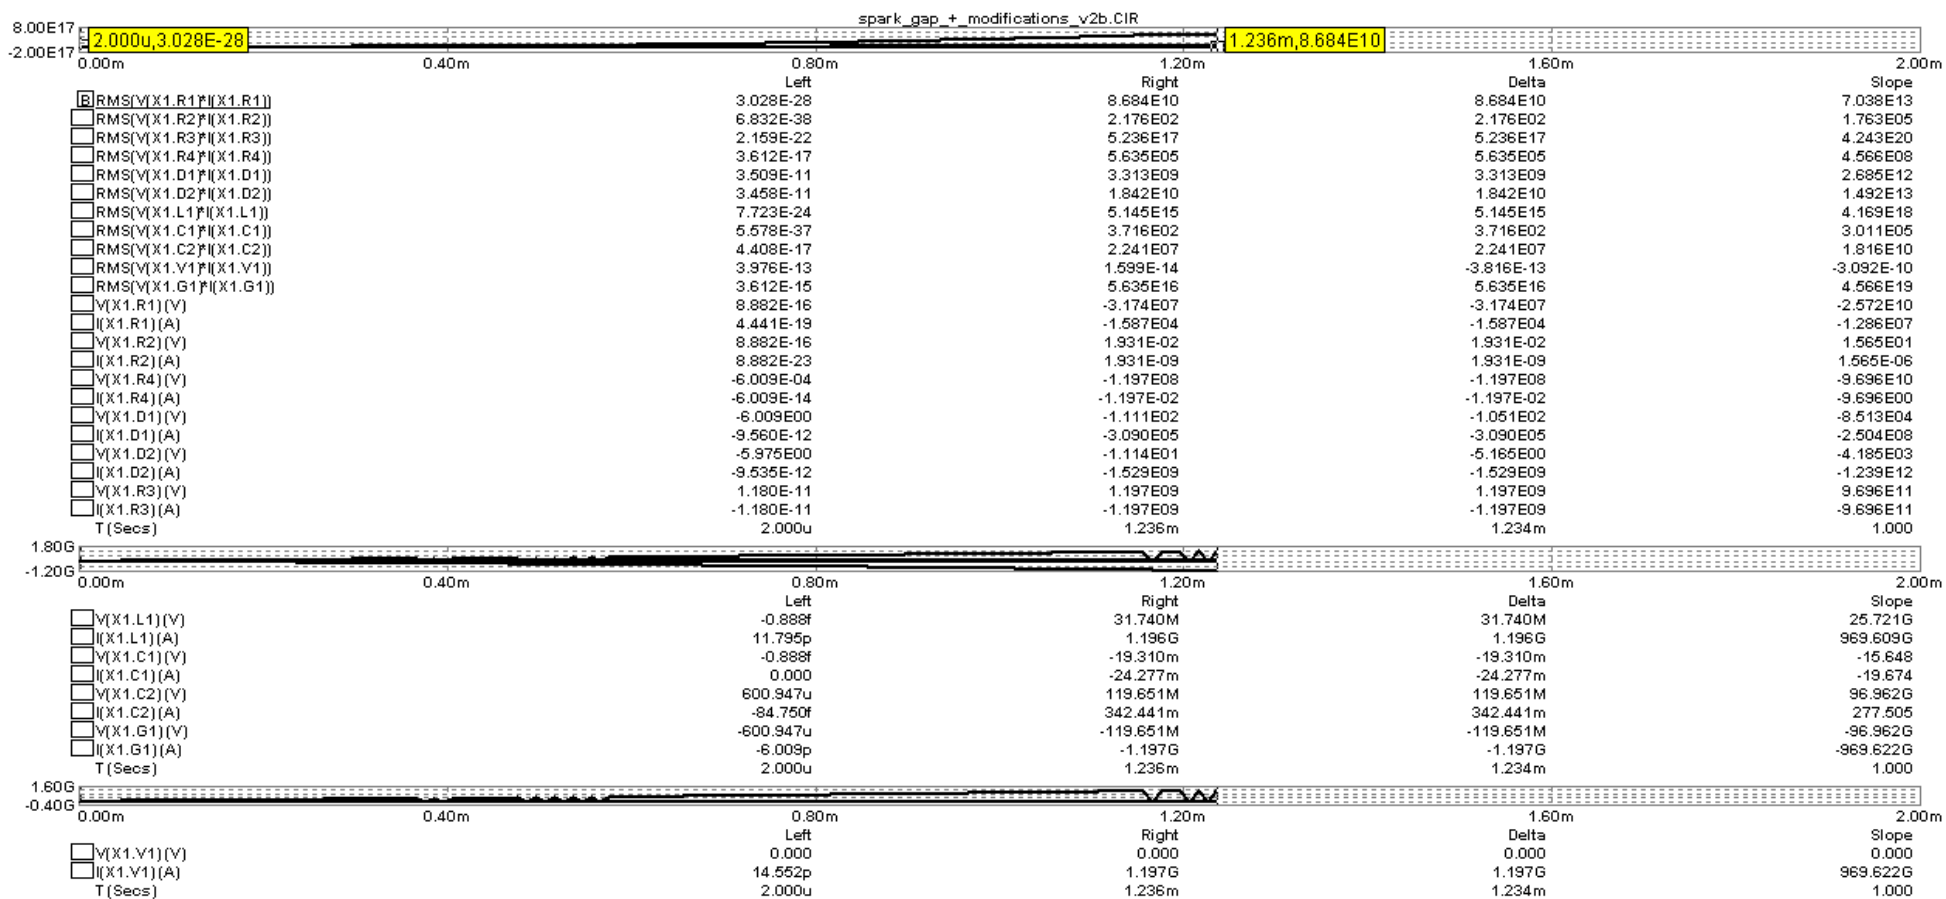 spark_gap_+_modifications_v2b.CIR
8.00E17
2.000u,3.028E-28 1.236m,8.684E10
-2.00E17
0.00m 0.40m 0.80m 1.20m 1.60m 2.00m
Left Right Delta Slope
B RMS(V(X1.R1)*I(X1.R1)) 3.028E-28 8.684E10 8.684E10 7.038E13
RMS(V(X1.R2)*I(X1.R2)) 6.832E-38 2.176E02 2.176E02 1.763E05
RMS(V(X1.R3)*I(X1.R3)) 2.159E-22 5.236E17 5.236E17 4.243E20
RMS(V(X1.R4)*I(X1.R4)) 3.612E-17 5.635E05 5.635E05 4.566E08
RMS(V(X1.D1)*I(X1.D1)) 3.509E-11 3.313E09 3.313E09 2.685E12
RMS(V(X1.D2)*I(X1.D2)) 3.458E-11 1.842E10 1.842E10 1.492E13
RMS(V(X1.L1)*I(X1.L1)) 7.723E-24 5.145E15 5.145E15 4.169E18
RMS(V(X1.C1)*I(X1.C1)) 5.578E-37 3.716E02 3.716E02 3.011E05
RMS(V(X1.C2)*I(X1.C2)) 4.408E-17 2.241E07 2.241E07 1.816E10
RMS(V(X1.V1)*I(X1.V1)) 3.976E-13 1.599E-14 -3.816E-13 -3.092E-10
RMS(V(X1.G1)*I(X1.G1)) 3.612E-15 5.635E16 5.635E16 4.566E19
V(X1.R1)(V) 8.882E-16 -3.174E07 -3.174E07 -2.572E10
I(X1.R1)(A) 4.441E-19 -1.587E04 -1.587E04 -1.286E07
V(X1.R2)(V) 8.882E-16 1.931E-02 1.931E-02 1.565E01
I(X1.R2)(A) 8.882E-23 1.931E-09 1.931E-09 1.565E-06
V(X1.R4)(V) -6.009E-04 -1.197E08 -1.197E08 -9.696E10
I(X1.R4)(A) -6.009E-14 -1.197E-02 -1.197E-02 -9.696E00
V(X1.D1)(V) -6.009E00 -1.111E02 -1.051E02 -8.513E04
I(X1.D1)(A) -9.560E-12 -3.090E05 -3.090E05 -2.504E08
V(X1.D2)(V) -5.975E00 -1.114E01 -5.165E00 -4.185E03
I(X1.D2)(A) -9.535E-12 -1.529E09 -1.529E09 -1.239E12
V(X1.R3)(V) 1.180E-11 1.197E09 1.197E09 9.696E11
I(X1.R3)(A) -1.180E-11 -1.197E09 -1.197E09 -9.696E11
T(Secs) 2.000u 1.236m 1.234m 1.000
1.80G
-1.20G
0.00m 0.40m 0.80m 1.20m 1.60m 2.00m
Left Right Delta Slope
V(X1.L1)(V) -0.888f 31.740M 31.740M 25.721G
I(X1.L1)(A) 11.795p 1.196G 1.196G 969.609G
V(X1.C1)(V) -0.888f -19.310m -19.310m -15.648
I(X1.C1)(A) 0.000 -24.277m -24.277m -19.674
V(X1.C2)(V) 600.947u 119.651M 119.651M 96.962G
I(X1.C2)(A) -84.750f 342.441m 342.441m 277.505
V(X1.G1)(V) -600.947u -119.651M -119.651M -96.962G
I(X1.G1)(A) -6.009p -1.197G -1.197G -969.622G
T(Secs) 2.000u 1.236m 1.234m 1.000
1.60G
-0.40G
0.00m 0.40m 0.80m 1.20m 1.60m 2.00m
Left Right Delta Slope
V(X1.V1)(V) 0.000 0.000 0.000 0.000
I(X1.V1)(A) 14.552p 1.197G 1.197G 969.622G
T(Secs) 2.000u 1.236m 1.234m 1.000